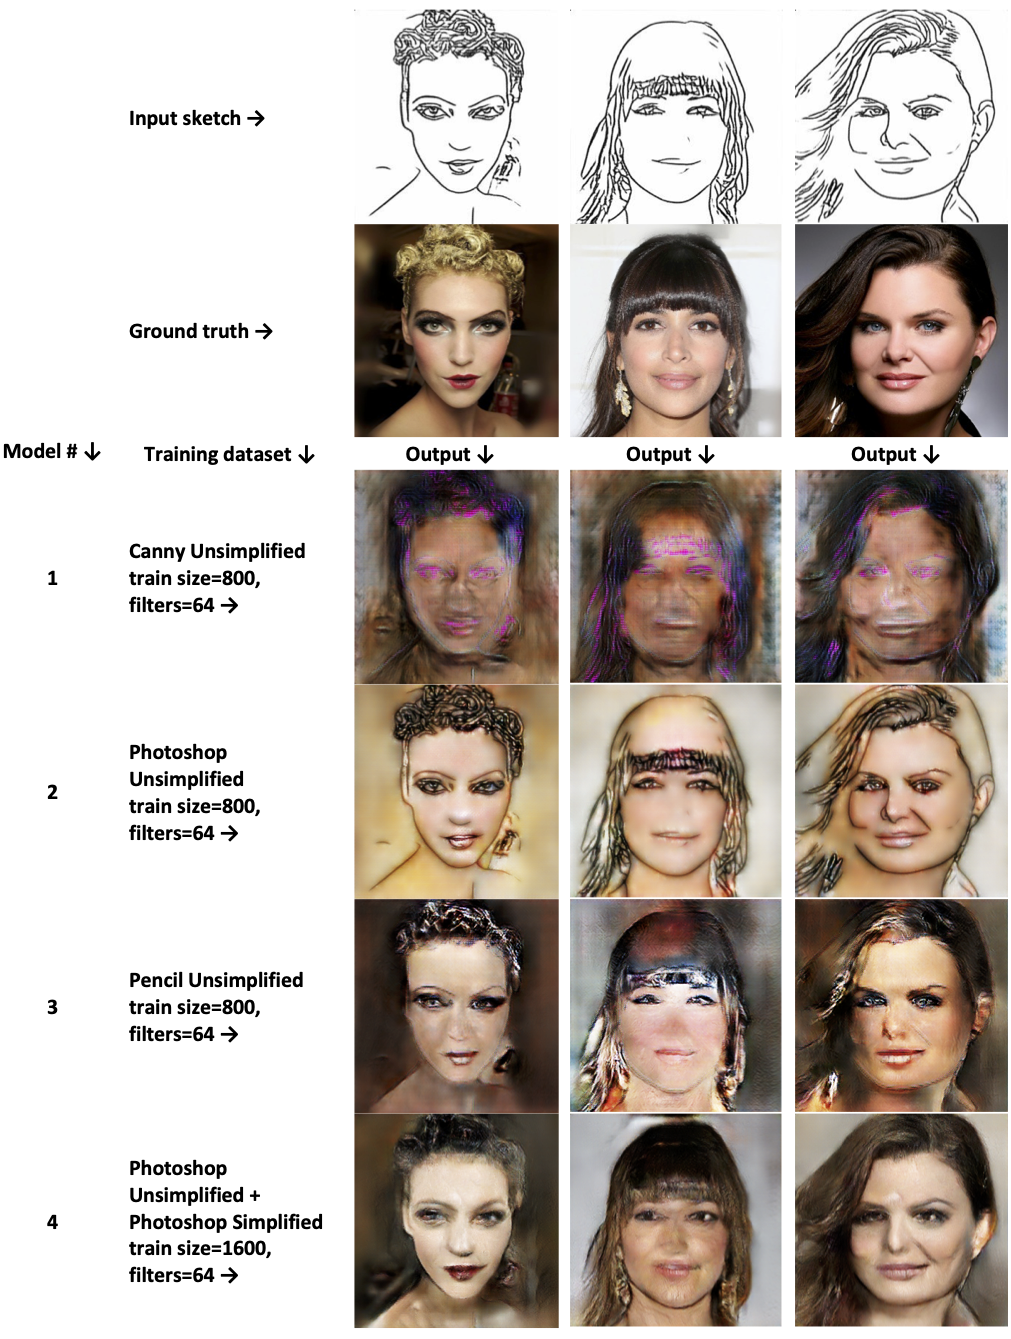 Input sketch →
Ground truth →
Model # ↓
Training dataset ↓
Output ↓
Output ↓
Output ↓
1
Canny Unsimplified
train size=800,
filters=64 →
2
Photoshop
Unsimplified
train size=800,
filters=64 →
3
Pencil Unsimplified
train size=800,
filters=64 →
4
Photoshop
Unsimplified +
Photoshop Simplified
train size=1600,
filters=64 →